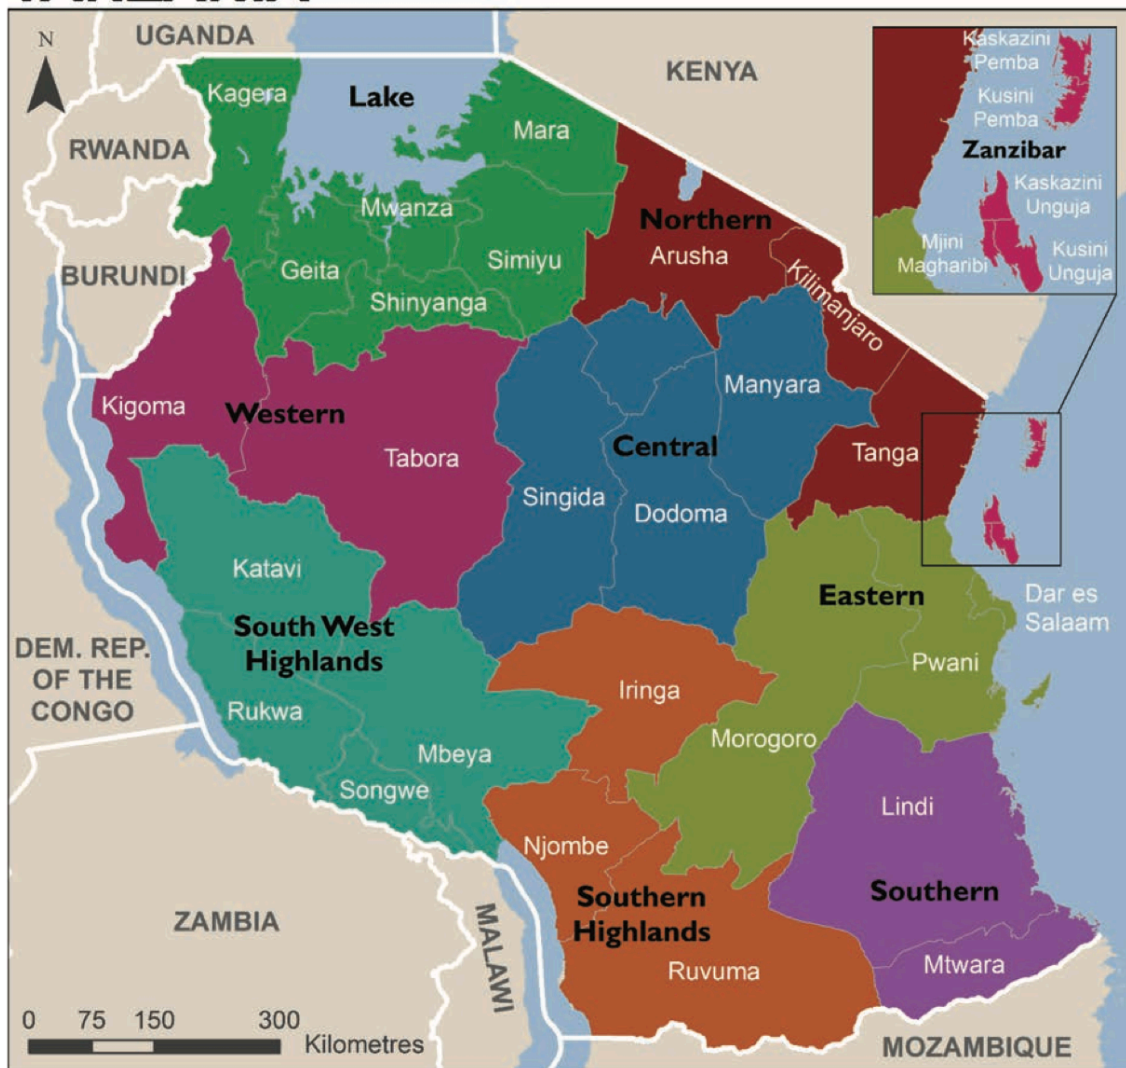 UGANDA
N
KENYA
Kagera
Lake
Mara
RWANDA
Mwanza
Northern
Arusha
BURUNDI
Geita
Simiyu
Kilimanjaro
Shinyanga
Kigoma
Western
Manyara
Tabora
Central
Tanga
Singida
Dodoma
Katavi
Eastern
Dar es
Salaam
South West
Highlands
DEM. REP.
OF THE
CONGO
Iringa
Pwani
Rukwa
Mbeya
Morogoro
Songwe
Lindi
Njombe
Southern
Southern
Highlands
ZAMBIA
MALAWI
Ruvuma
Mtwara
MOZAMBIQUE
0 75 150 300
Kilometres
Kaskazini
Pemba
Kusini
Pemba
Zanzibar
Kaskazini
Unguja
Mjini
Magharibi
Kusini
Unguja